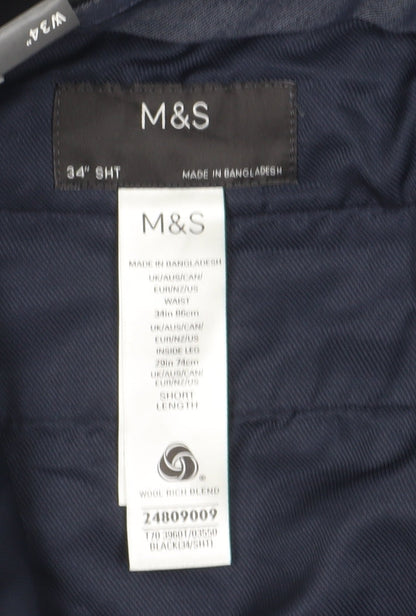 W34"
M&S
34" SHT MADE IN BANGLADESH
M&S
MADE IN BANGLADESH
UK/AUS/CAN/
EUR/NZ/US
WAIST
34in 86cm
UK/AUS/CAN/
EUR/NZ/US
INSIDE LEG
29in 74cm
UK/AUS/CAN/
EUR/NZ/US
SHORT
LENGTH
WOOL RICH BLEND
24809009
T/0 3960T/03550
BLACK(34/SHT)